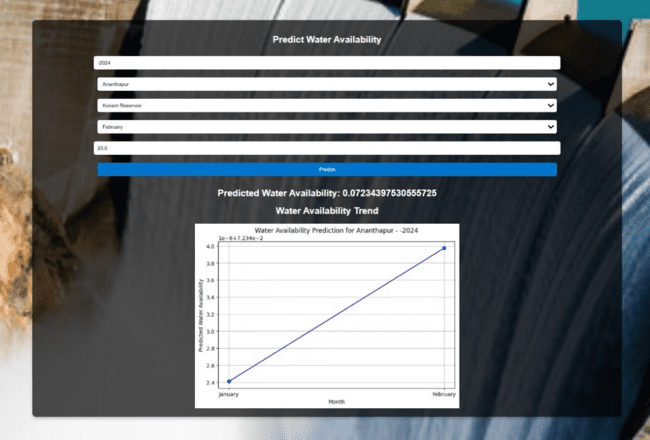 Predict Water Availability
-2024
Ananthapur
Konam Reservoir
February
20.0
Predict
Predicted Water Availability: 0.07234397530555725
Water Availability Trend
Water Availability Prediction for Ananthapur - -2024
1e-6+7.234e-2
4.0
3.8
3.6
3.4
3.2
3.0
2.8
2.6
2.4
Predicted Water Availability
January
February
Month